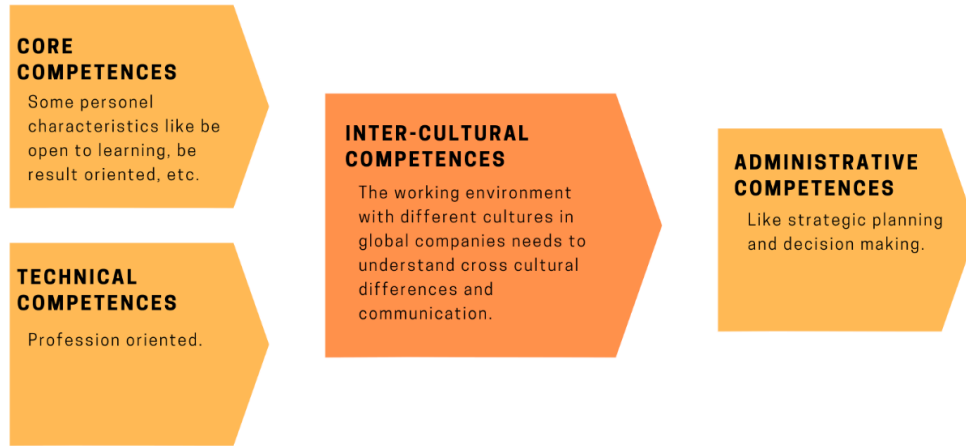 CORE
COMPETENCES
Some personel
characteristics like be
open to learning, be
result oriented, etc.
TECHNICAL
COMPETENCES
Profession oriented.
INTER-CULTURAL
COMPETENCES
The working environment
with different cultures in
global companies needs to
understand cross cultural
differences and
communication.
ADMINISTRATIVE
COMPETENCES
Like strategic planning
and decision making.